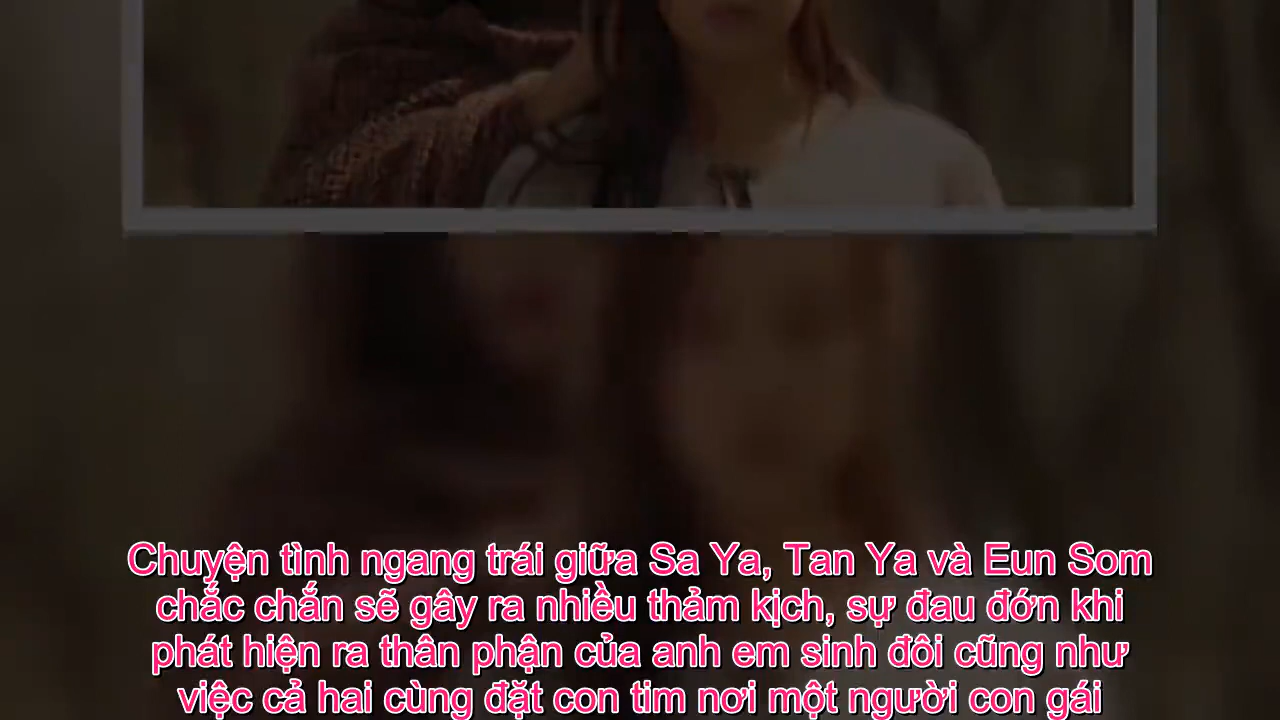 Chuyện tình ngang trái giữa Sa Ya, Tan Ya và Eun Som
chắc chắn sẽ gây ra nhiều thảm kịch, sự đau đớn khi
phát hiện ra thân phận của anh em sinh đôi cũng như
việc cả hai cùng đặt con tim nơi một người con gái